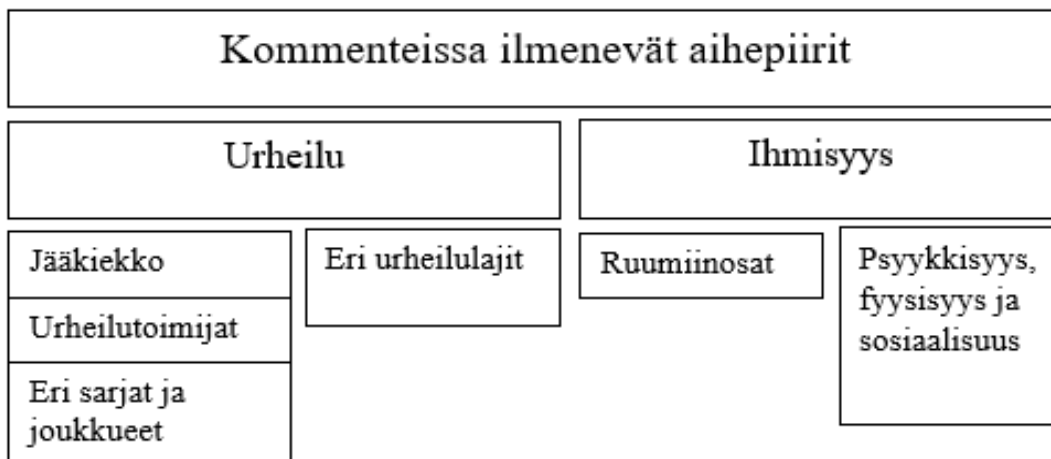 Kommenteissa ilmenevät aihepiirit
Urheilu
Ihmisyys
Jääkiekko
Urheilutoimijat
Eri sarjat ja
joukkueet
Eri urheilulajit
Ruumiinosat
Psyykkisyys,
fyysisyys ja
sosiaalisuus